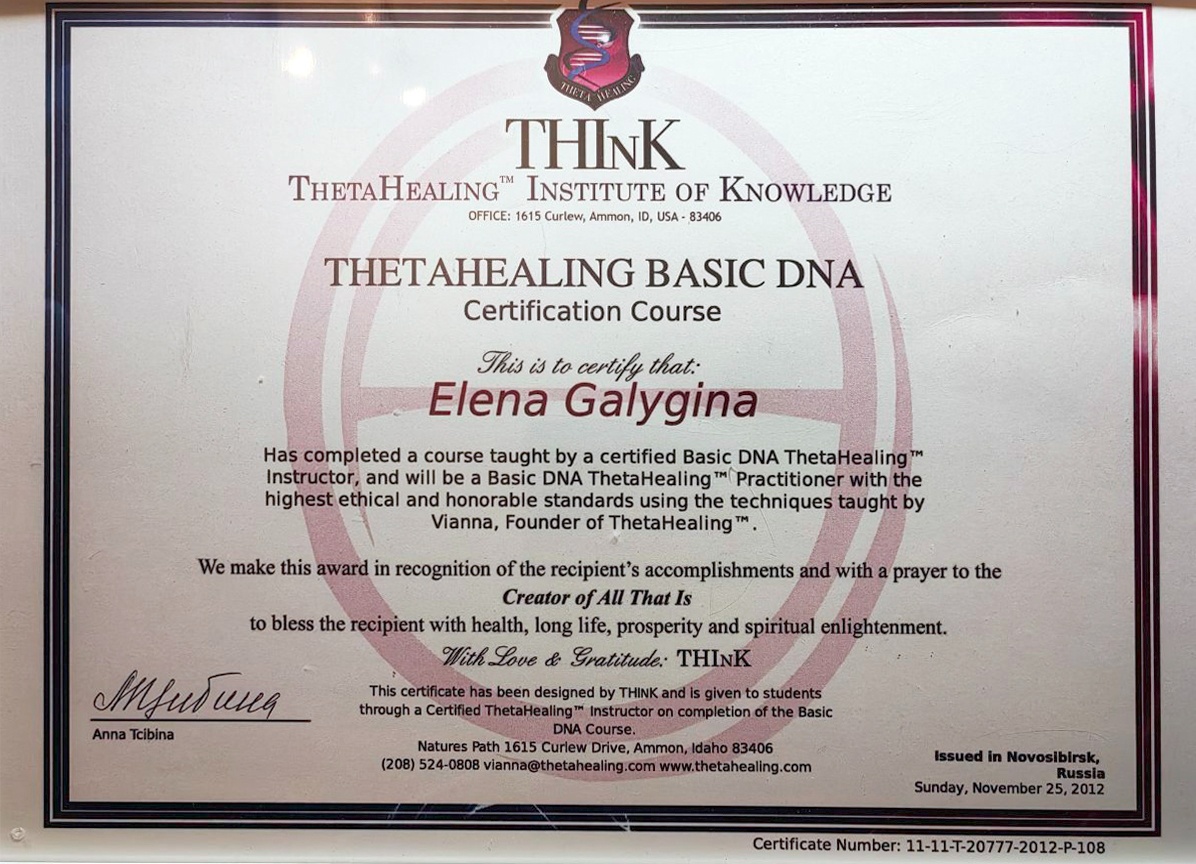 THETA HEALING
THInK
THETAHEALING™ INSTITUTE OF KNOWLEDGE
OFFICE: 1615 Curlew, Ammon, ID, USA - 83406
THETAHEALING BASIC DNA
Certification Course
This is to certify that:
Elena Galygina
Has completed a course taught by a certified Basic DNA ThetaHealing™
Instructor, and will be a Basic DNA ThetaHealing™ Practitioner with the
highest ethical and honorable standards using the techniques taught by
Vianna, Founder of ThetaHealing™.
We make this award in recognition of the recipient's accomplishments and with a prayer to the
Creator of All That Is
to bless the recipient with health, long life, prosperity and spiritual enlightenment.
With Love & Gratitude: THInK
This certificate has been designed by THINK and is given to students
through a Certified ThetaHealing™ Instructor on completion of the Basic
DNA Course.
Natures Path 1615 Curlew Drive, Ammon, Idaho 83406
(208) 524-0808 vianna@thetahealing.com www.thetahealing.com
АЦибина
Anna Tcibina
Issued in Novosibirsk,
Russia
Sunday, November 25, 2012
Certificate Number: 11-11-T-20777-2012-P-108